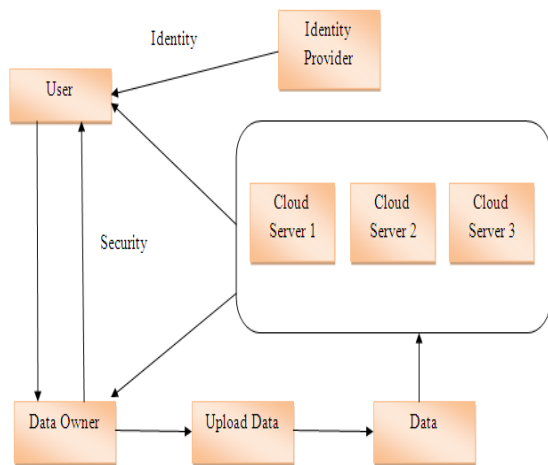 Identity
Identity
Provider
User
Cloud
Server 1
Cloud
Server 2
Cloud
Server 3
Security
Data Owner
Upload Data
Data